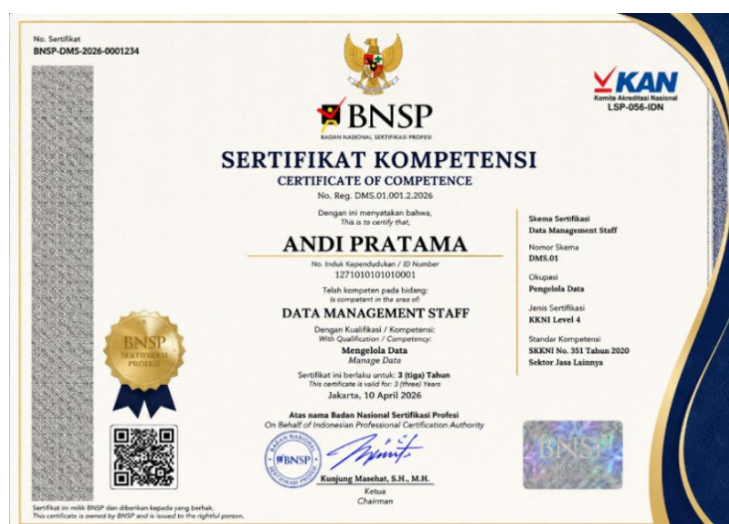 No. Sertifikat
BNSP-DMS-2026-0001234
KAN
Komite Akreditasi Nasional
LSP-056-IDN
BNSP
BADAN NASIONAL SERTIFIKASI PROFESI
SERTIFIKAT KOMPETENSI
CERTIFICATE OF COMPETENCE
No. Reg. DMS.01.001.2.2026
Dengan ini menyatakan bahwa,
This is to certify that,
ANDI PRATAMA
No. Induk Kependudukan / ID Number
1271010101010001
Telah kompeten pada bidang:
is competent in the area of:
DATA MANAGEMENT STAFF
Dengan Kualifikasi / Kompetensi:
With Qualification / Competency:
Mengelola Data
Manage Data
Sertifikat ini berlaku untuk: 3 (tiga) Tahun
This certificate is valid for: 3 (three) Years
Jakarta, 10 April 2026
Atas nama Badan Nasional Sertifikasi Profesi
On Behalf of Indonesian Professional Certification Authority
BNSP
Kunjung Masehat, S.H., M.H.
Ketua
Chairman
Skema Sertifikasi
Data Management Staff
Nomor Skema
DMS.01
Okupasi
Pengelola Data
Jenis Sertifikasi
KKNI Level 4
Standar Kompetensi
SKKNI No. 351 Tahun 2020
Sektor Jasa Lainnya
BNSP
SERTIFIKASI
PROFESI
BNSP
Sertifikat ini milik BNSP dan diberikan kepada yang berhak.
This certificate is owned by BNSP and is issued to the rightful person.